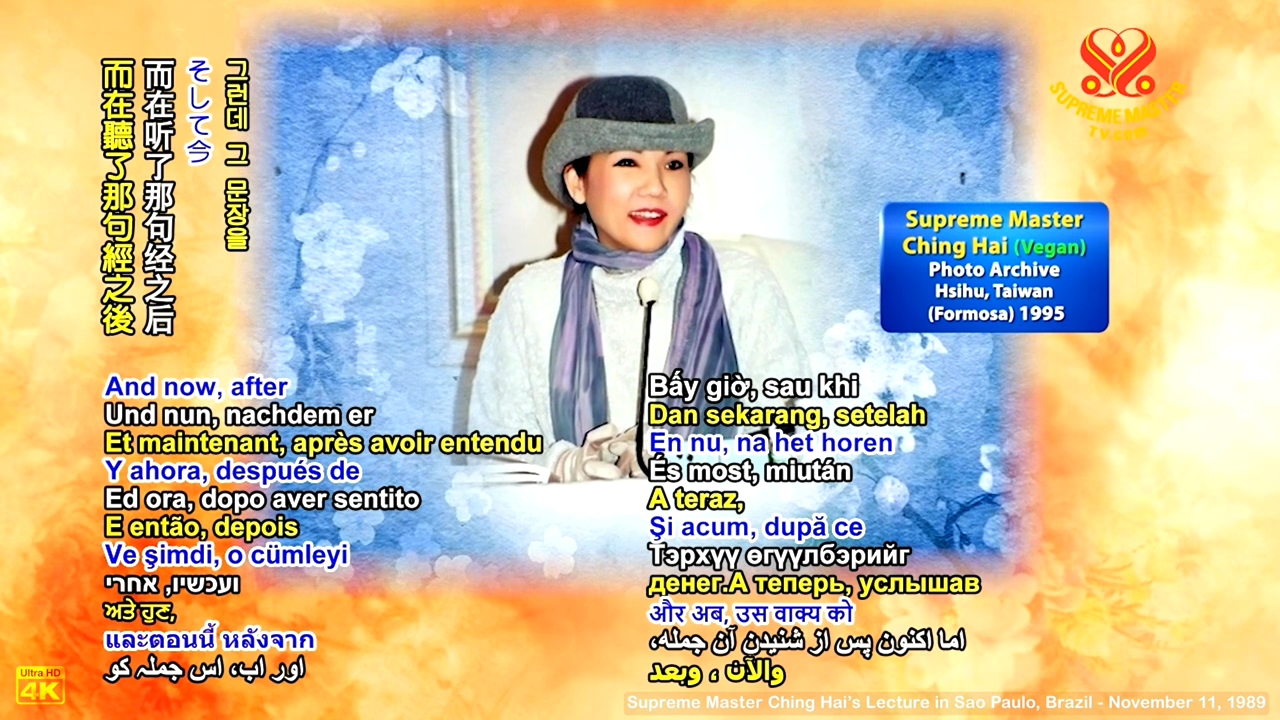 그런데 그 문장을
そして今
而在听了那句经之后
而在聽了那句經之後
SUPREME MASTER
TV.COM
Supreme Master
Ching Hai (Vegan)
Photo Archive
Hsihu, Taiwan
(Formosa) 1995
And now, after
Und nun, nachdem er
Et maintenant, après avoir entendu
Y ahora, después de
Ed ora, dopo aver sentito
E então, depois
Ve şimdi, o cümleyi
ועכשיו, אחרי
ਅਤੇ ਹੁਣ,
และตอนนี้ หลังจาก
اور اب، اس جملہ کو
Bấy giờ, sau khi
Dan sekarang, setelah
En nu, na het horen
És most, miután
A teraz,
Şi acum, după ce
Тэрхүү өгүүлбэрийг
денег.А теперь, услышав
और अब, उस वाक्य को
اما اکنون پس از شنیدن آن جمله،
والآن ، وبعد
Ultra HD
4K
Supreme Master Ching Hai's Lecture in Sao Paulo, Brazil - November 11, 1989